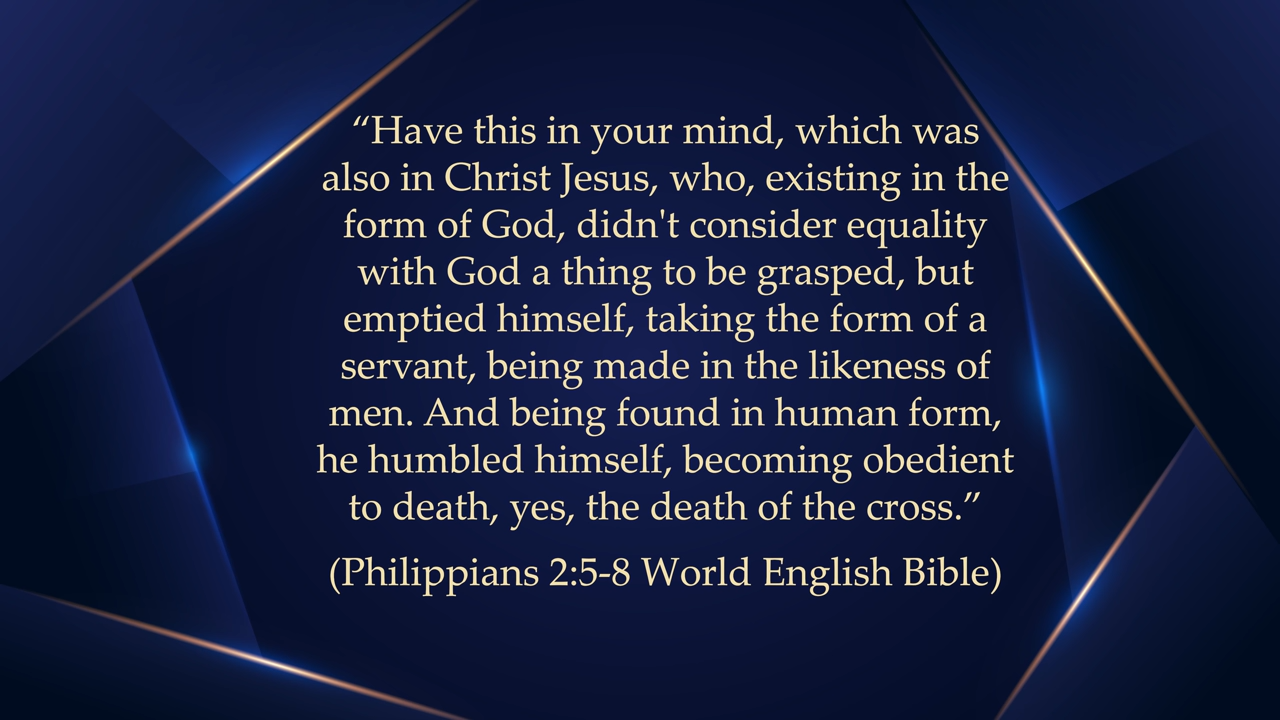 “Have this in your mind, which was
also in Christ Jesus, who, existing in the
form of God, didn't consider equality
with God a thing to be grasped, but
emptied himself, taking the form of a
servant, being made in the likeness of
men. And being found in human form,
he humbled himself, becoming obedient
to death, yes, the death of the cross.”
(Philippians 2:5-8 World English Bible)